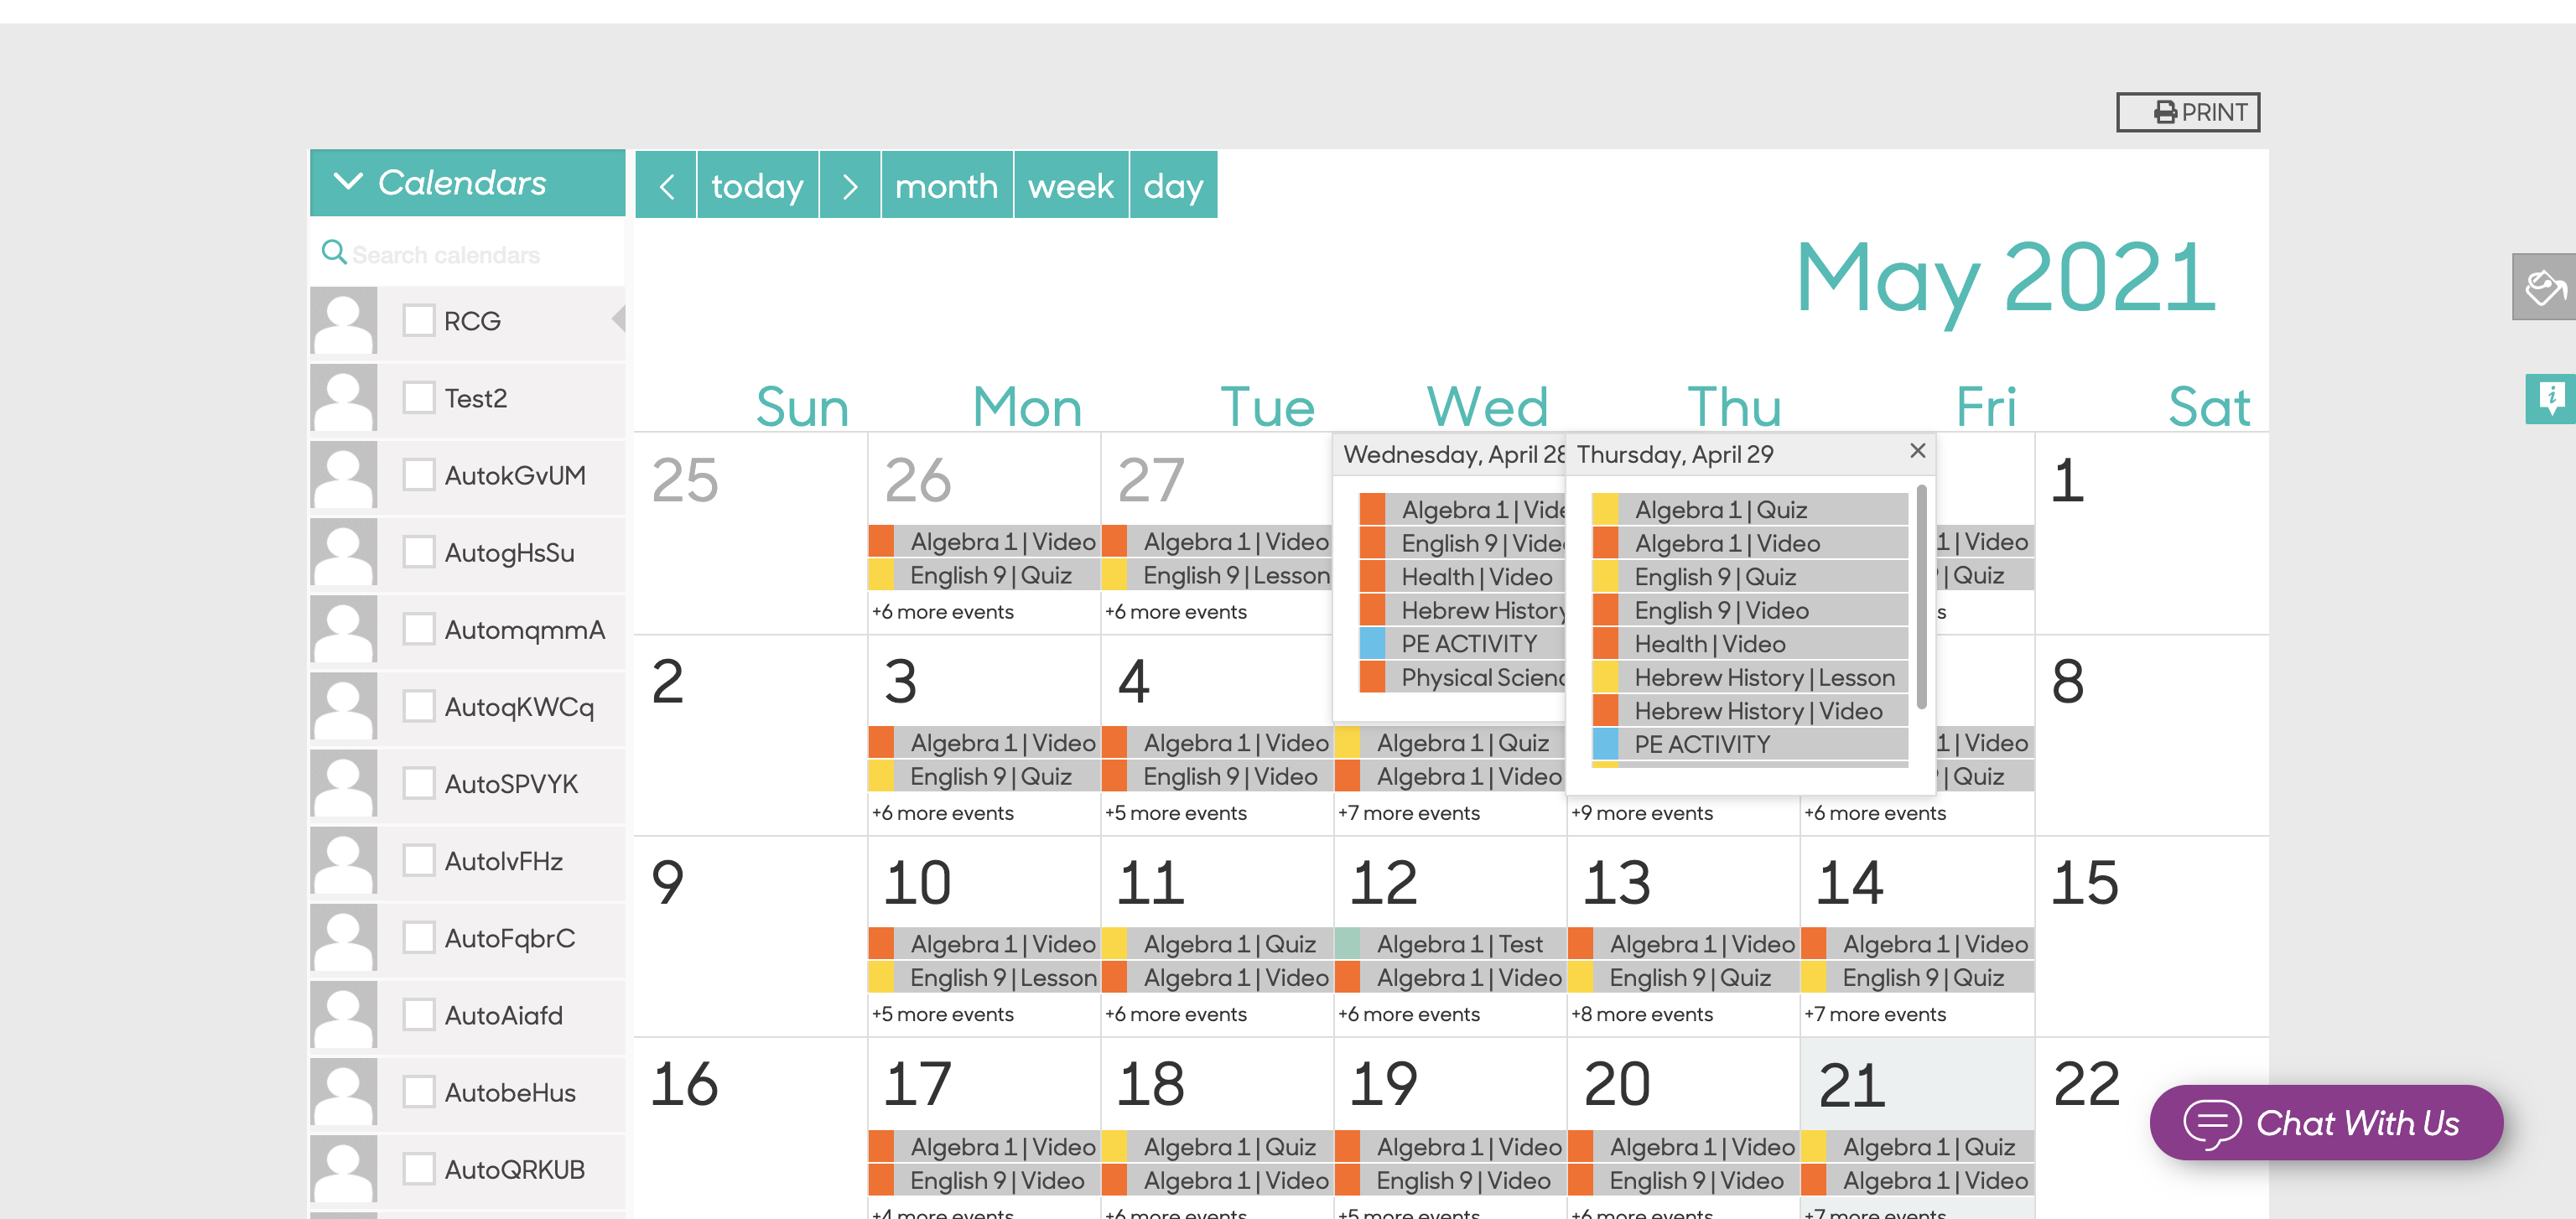 PRINT
Calendars
today
month
week
day
Search calendars
May 2021
RCG
Test2
AutokGvUM
AutogHsSu
AutomqmmA
AutoqKWCq
AutoSPVYK
AutoIvFHz
AutoFqbrC
AutoAiafd
AutobeHus
AutoQRKUB
Sun Mon Tue Wed Thu Fri Sat
25 26 27 1
Algebra 1 | Video
English 9 | Quiz
+6 more events
Algebra 1 | Video
English 9 | Lesson
+6 more events
Wednesday, April 28
Algebra 1 | Vide
English 9 | Vide
Health | Video
Hebrew History
PE ACTIVITY
Physical Scienc
Thursday, April 29
Algebra 1 | Quiz
Algebra 1 | Video
English 9 | Quiz
English 9 | Video
Health | Video
Hebrew History | Lesson
Hebrew History | Video
PE ACTIVITY
1 | Video
| Quiz
s
2 3 4 8
Algebra 1 | Video
English 9 | Quiz
+6 more events
Algebra 1 | Video
English 9 | Video
+5 more events
Algebra 1 | Quiz
Algebra 1 | Video
+7 more events
+9 more events
1 | Video
| Quiz
+6 more events
9 10 11 12 13 14 15
Algebra 1 | Video
English 9 | Lesson
+5 more events
Algebra 1 | Quiz
Algebra 1 | Video
+6 more events
Algebra 1 | Test
Algebra 1 | Video
+6 more events
Algebra 1 | Video
English 9 | Quiz
+8 more events
Algebra 1 | Video
English 9 | Quiz
+7 more events
16 17 18 19 20 21 22
Algebra 1 | Video
English 9 | Video
+4 more events
Algebra 1 | Quiz
Algebra 1 | Video
+6 more events
Algebra 1 | Video
English 9 | Video
+5 more events
Algebra 1 | Video
English 9 | Video
+6 more events
Algebra 1 | Quiz
Algebra 1 | Video
+7 more events
Chat With Us